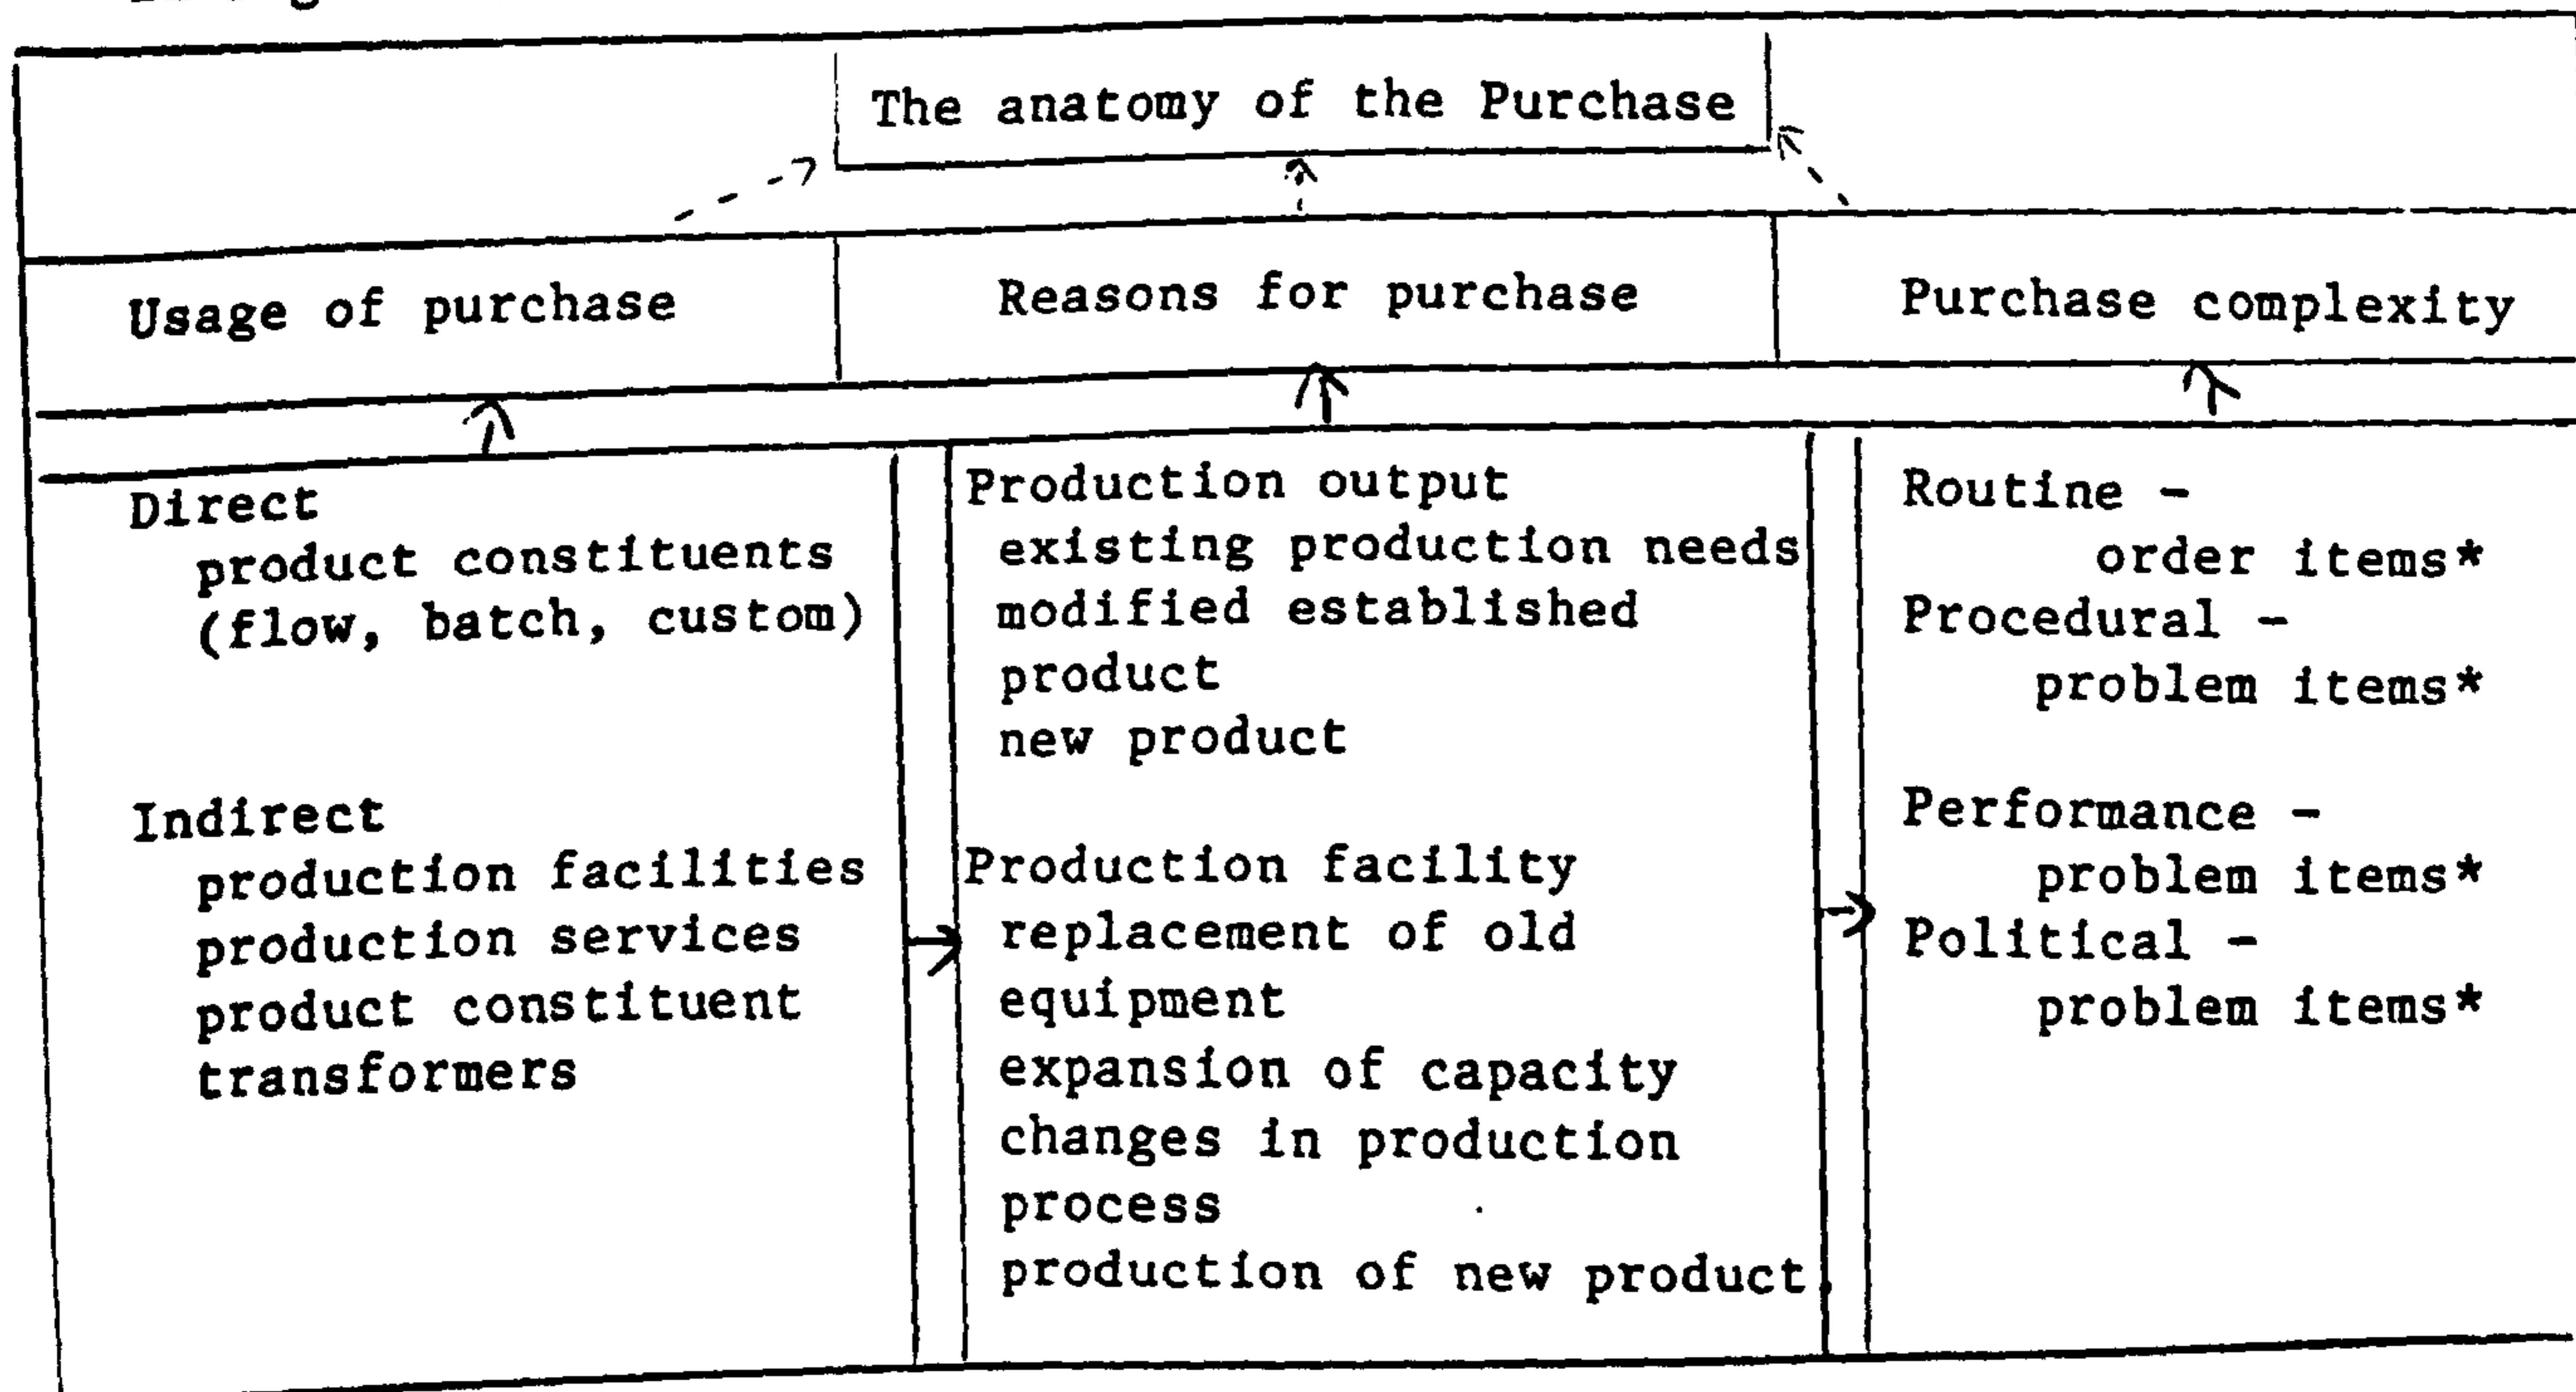 The anatomy of the Purchase
Usage of purchase
Reasons for purchase
Purchase complexity
Direct
product constituents
(flow, batch, custom)
Indirect
production facilities
production services
product constituent
transformers
Production output
existing production needs
modified established
product
new product
Production facility
replacement of old
equipment
expansion of capacity
changes in production
process
production of new product
Routine -
order items*
Procedural -
problem items*
Performance -
problem items*
Political -
problem items*